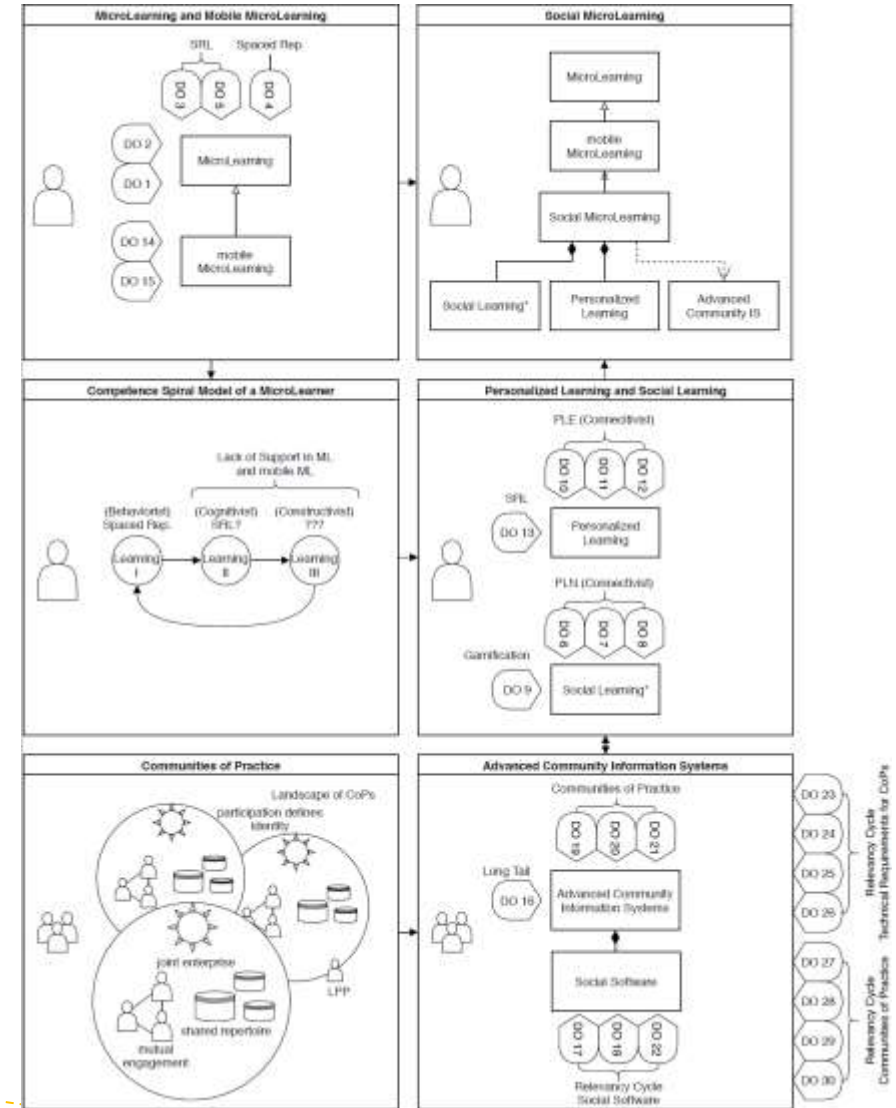 MicroLearning and Mobile MicroLearning
SRL
Spaced Rep.
DO 3
DO 5
DO 4
DO 2
DO 1
MicroLearning
DO 14
DO 15
mobile
MicroLearning
Social MicroLearning
MicroLearning
mobile
MicroLearning
Social MicroLearning
Social Learning*
Personalized
Learning
Advanced
Community IS
Competence Spiral Model of a MicroLearner
Lack of Support in ML
and mobile ML
(Behaviorist)
Spaced Rep.
(Cognitivist)
SRL?
(Constructivist)
???
Learning
I
Learning
II
Learning
III
Personalized Learning and Social Learning
PLE (Connectivist)
DO 10
DO 11
DO 12
SRL
DO 13
Personalized
Learning
PLN (Connectivist)
DO 6
DO 7
DO 8
Gamification
DO 9
Social Learning*
Communities of Practice
Landscape of CoPs
participation defines
identity
joint enterprise
LPP
shared repertoire
mutual
engagement
Advanced Community Information Systems
Communities of Practice
DO 19
DO 20
DO 21
Long Tail
DO 16
Advanced Community
Information Systems
Social Software
DO 17
DO 18
DO 22
Relevancy Cycle
Social Software
DO 23
DO 24
DO 25
DO 26
Relevancy Cycle
Technical Requirements for CoPs
DO 27
DO 28
DO 29
DO 30
Relevancy Cycle
Communities of Practice